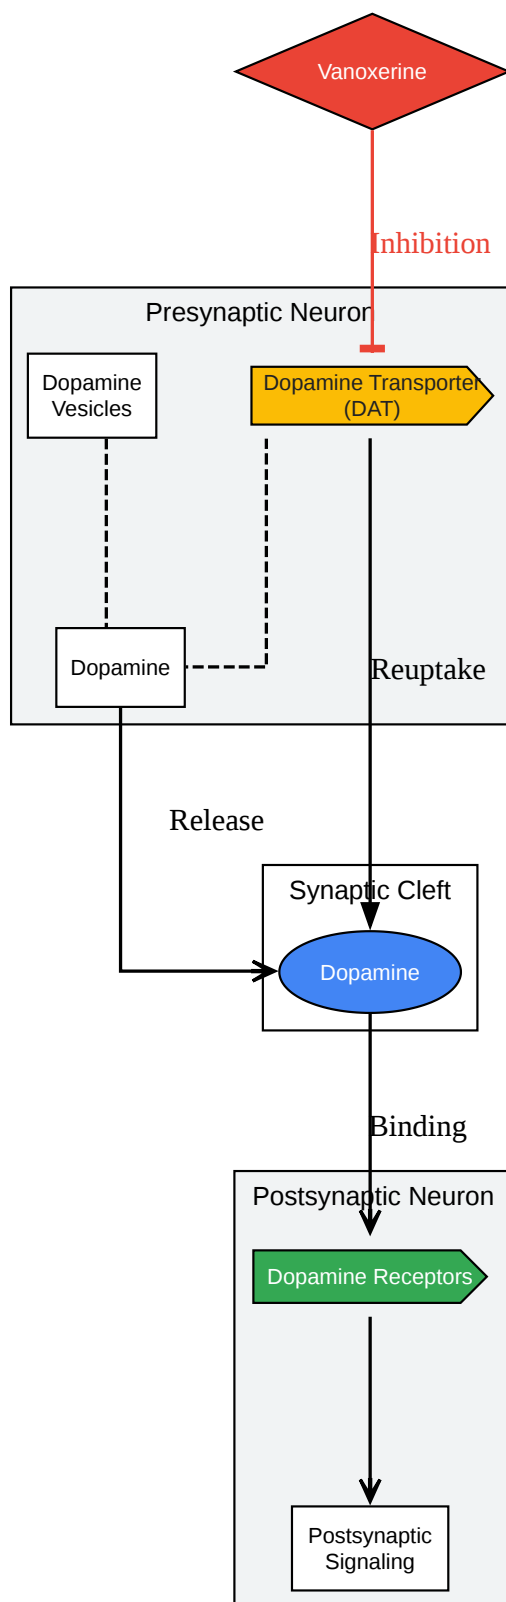 Vanoxerine
Inhibition
Presynaptic Neuron
Dopamine
Vesicles
Dopamine Transporter
(DAT)
Dopamine
Reuptake
Release
Synaptic Cleft
Dopamine
Binding
Postsynaptic Neuron
Dopamine Receptors
Postsynaptic
Signaling